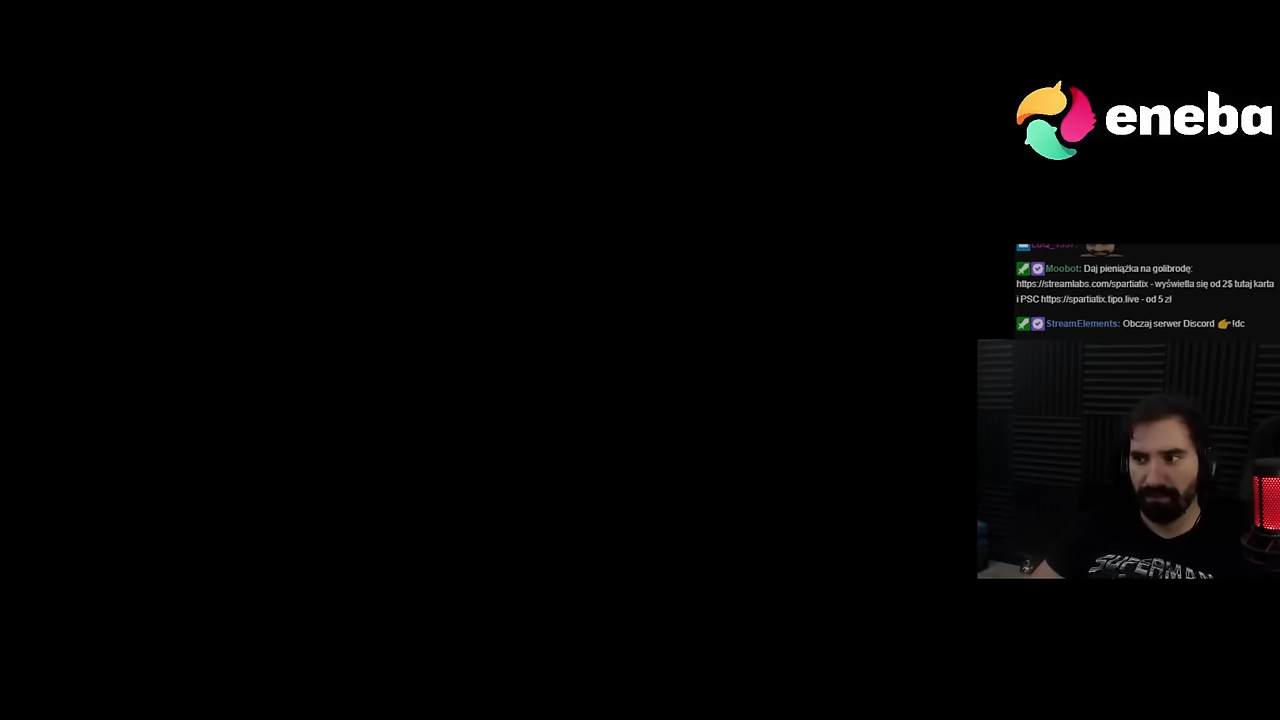 eneba
Moobot: Daj pieniążka na golibrodę:
https://streamlabs.com/spartiatix - wyświetla się od 2$ tutaj karta
i PSC https://spartiatix.tipo.live - od 5 zł
StreamElements: Obczaj serwer Discord 👉 !dc
SUPERMAN